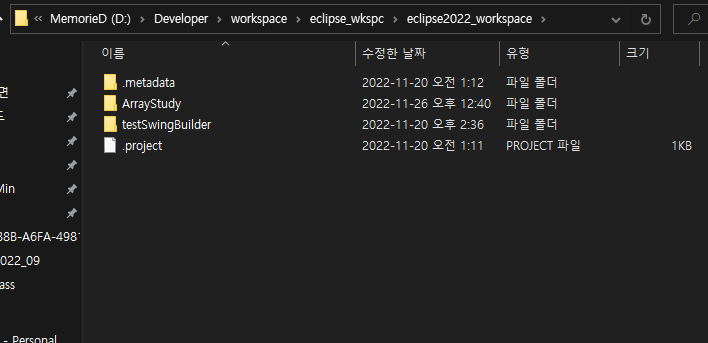 « MemorieD (D:) › Developer › workspace › eclipse_wkspc › eclipse2022_workspace ›
이름 수정한 날짜 유형 크기
.metadata 2022-11-20 오전 1:12 파일 폴더
ArrayStudy 2022-11-26 오후 12:40 파일 폴더
testSwingBuilder 2022-11-20 오후 2:36 파일 폴더
.project 2022-11-20 오전 1:11 PROJECT 파일 1KB
면
드
Min
38B-A6FA-498
022_09
ass
- Personal